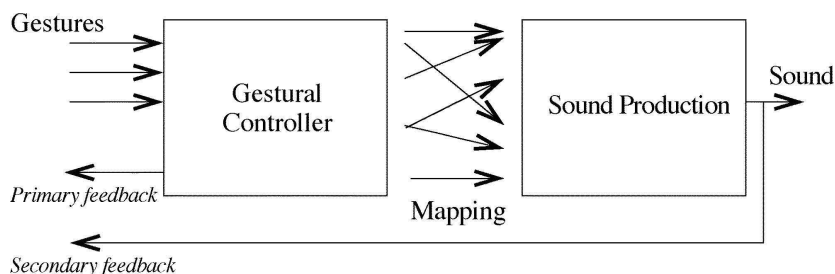 Gestures
Gestural
Controller
Sound Production
Sound
Primary feedback
Mapping
Secondary feedback